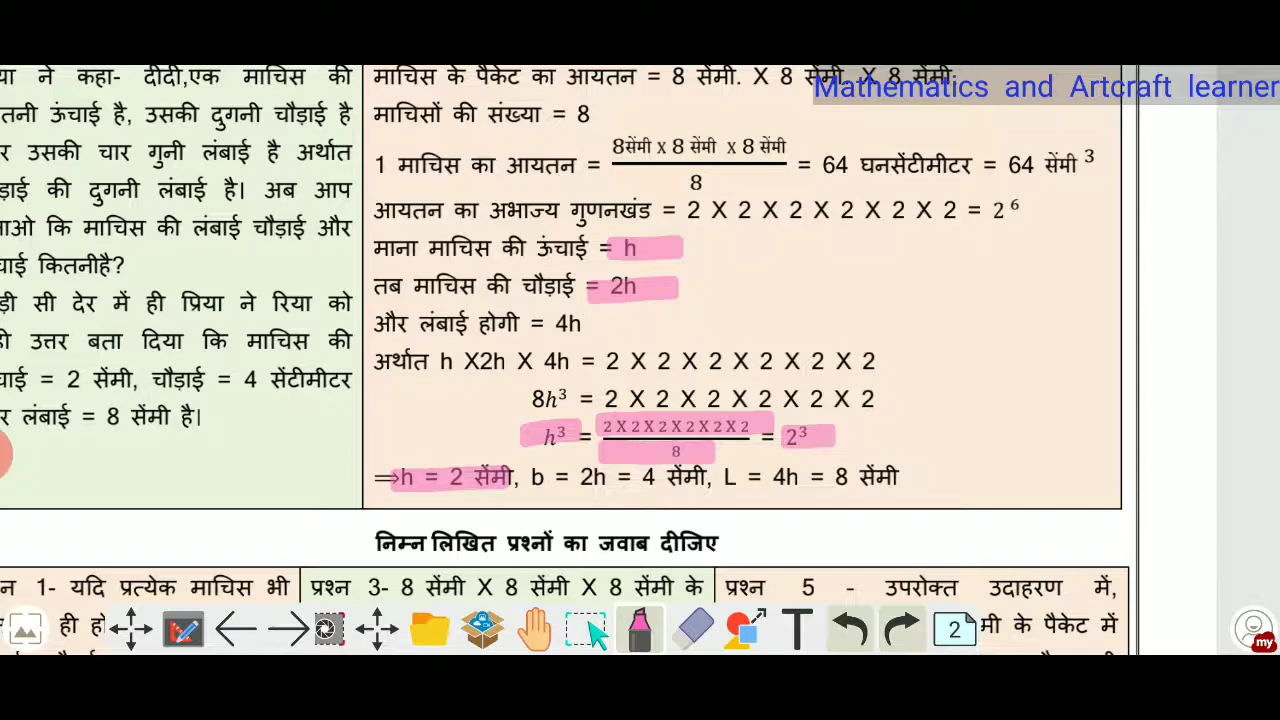 Mathematics and Artcraft learner
ने कहा- दीदी,एक माचिस की
ऊंचाई है, उसकी दुगनी चौड़ाई है
उसकी चार गुनी लंबाई है अर्थात
की दुगनी लंबाई है। अब आप
कि माचिस की लंबाई चौड़ाई और
कितनीहै?
सी देर में ही प्रिया ने रिया को
उत्तर बता दिया कि माचिस की
= 2 सेंमी, चौड़ाई = 4 सेंटीमीटर
लंबाई = 8 सेंमी है।
माचिस के पैकेट का आयतन = 8 सेंमी. X 8 सेंमी. X 8 सेंमी
माचिसों की संख्या = 8
1 माचिस का आयतन = 8सेंमी x 8 सेंमी x 8 सेंमी / 8 = 64 घनसेंटीमीटर = 64 सेंमी ³
आयतन का अभाज्य गुणनखंड = 2 X 2 X 2 X 2 X 2 X 2 = 2⁶
माना माचिस की ऊंचाई = h
तब माचिस की चौड़ाई = 2h
और लंबाई होगी = 4h
अर्थात h X2h X 4h = 2 X 2 X 2 X 2 X 2 X 2
8h³ = 2 X 2 X 2 X 2 X 2 X 2
h³ = 2 X 2 X 2 X 2 X 2 X 2 / 8 = 2³
⟹h = 2 सेंमी, b = 2h = 4 सेंमी, L = 4h = 8 सेंमी
निम्न लिखित प्रश्नों का जवाब दीजिए
1- यदि प्रत्येक माचिस भी
ही
प्रश्न 3- 8 सेंमी X 8 सेंमी X 8 सेंमी के
प्रश्न 5 - उपरोक्त उदाहरण में,
के पैकेट में
T
2
my